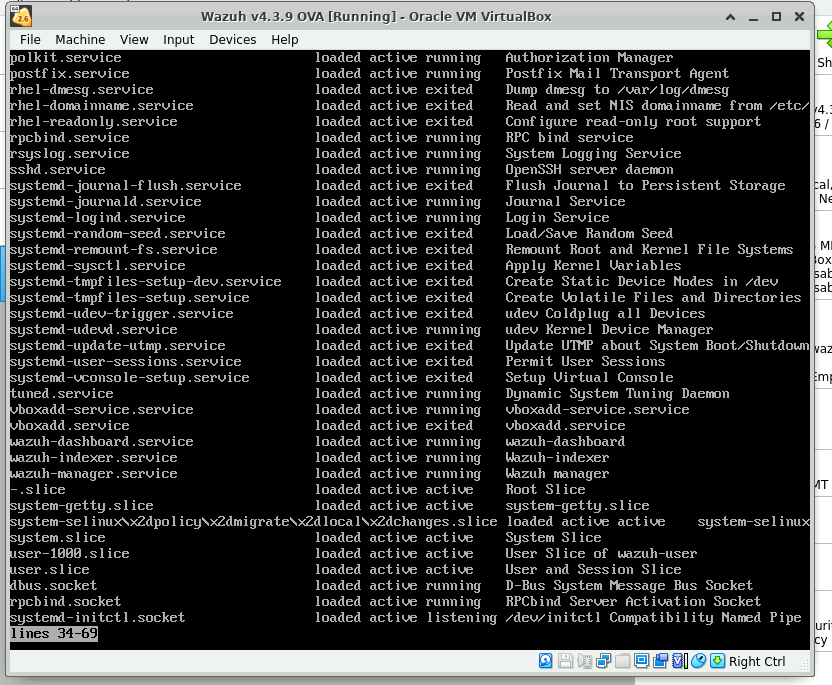 Wazuh v4.3.9 OVA [Running] - Oracle VM VirtualBox
File Machine View Input Devices Help
polkit.service loaded active running Authorization Manager
postfix.service loaded active running Postfix Mail Transport Agent
rhel-dmesg.service loaded active exited Dump dmesg to /var/log/dmesg
rhel-domainname.service loaded active exited Read and set NIS domainname from /etc/
rhel-readonly.service loaded active exited Configure read-only root support
rpcbind.service loaded active running RPC bind service
rsyslog.service loaded active running System Logging Service
sshd.service loaded active running OpenSSH server daemon
systemd-journal-flush.service loaded active exited Flush Journal to Persistent Storage
systemd-journald.service loaded active running Journal Service
systemd-logind.service loaded active running Login Service
systemd-random-seed.service loaded active exited Load/Save Random Seed
systemd-remount-fs.service loaded active exited Remount Root and Kernel File Systems
systemd-sysctl.service loaded active exited Apply Kernel Variables
systemd-tmpfiles-setup-dev.service loaded active exited Create Static Device Nodes in /dev
systemd-tmpfiles-setup.service loaded active exited Create Volatile Files and Directories
systemd-udev-trigger.service loaded active exited udev Coldplug all Devices
systemd-udevd.service loaded active running udev Kernel Device Manager
systemd-update-utmp.service loaded active exited Update UTMP about System Boot/Shutdown
systemd-user-sessions.service loaded active exited Permit User Sessions
systemd-vconsole-setup.service loaded active exited Setup Virtual Console
tuned.service loaded active running Dynamic System Tuning Daemon
vboxadd-service.service loaded active running vboxadd-service.service
vboxadd.service loaded active exited vboxadd.service
wazuh-dashboard.service loaded active running wazuh-dashboard
wazuh-indexer.service loaded active running Wazuh-indexer
wazuh-manager.service loaded active running Wazuh manager
-.slice loaded active active Root Slice
system-getty.slice loaded active active system-getty.slice
system-selinux\x2dpolicy\x2dmigrate\x2dlocal\x2dchanges.slice loaded active active system-selinux
system.slice loaded active active System Slice
user-1000.slice loaded active active User Slice of wazuh-user
user.slice loaded active active User and Session Slice
dbus.socket loaded active running D-Bus System Message Bus Socket
rpcbind.socket loaded active running RPCbind Server Activation Socket
systemd-initctl.socket loaded active listening /dev/initctl Compatibility Named Pipe
lines 34-69
Right Ctrl